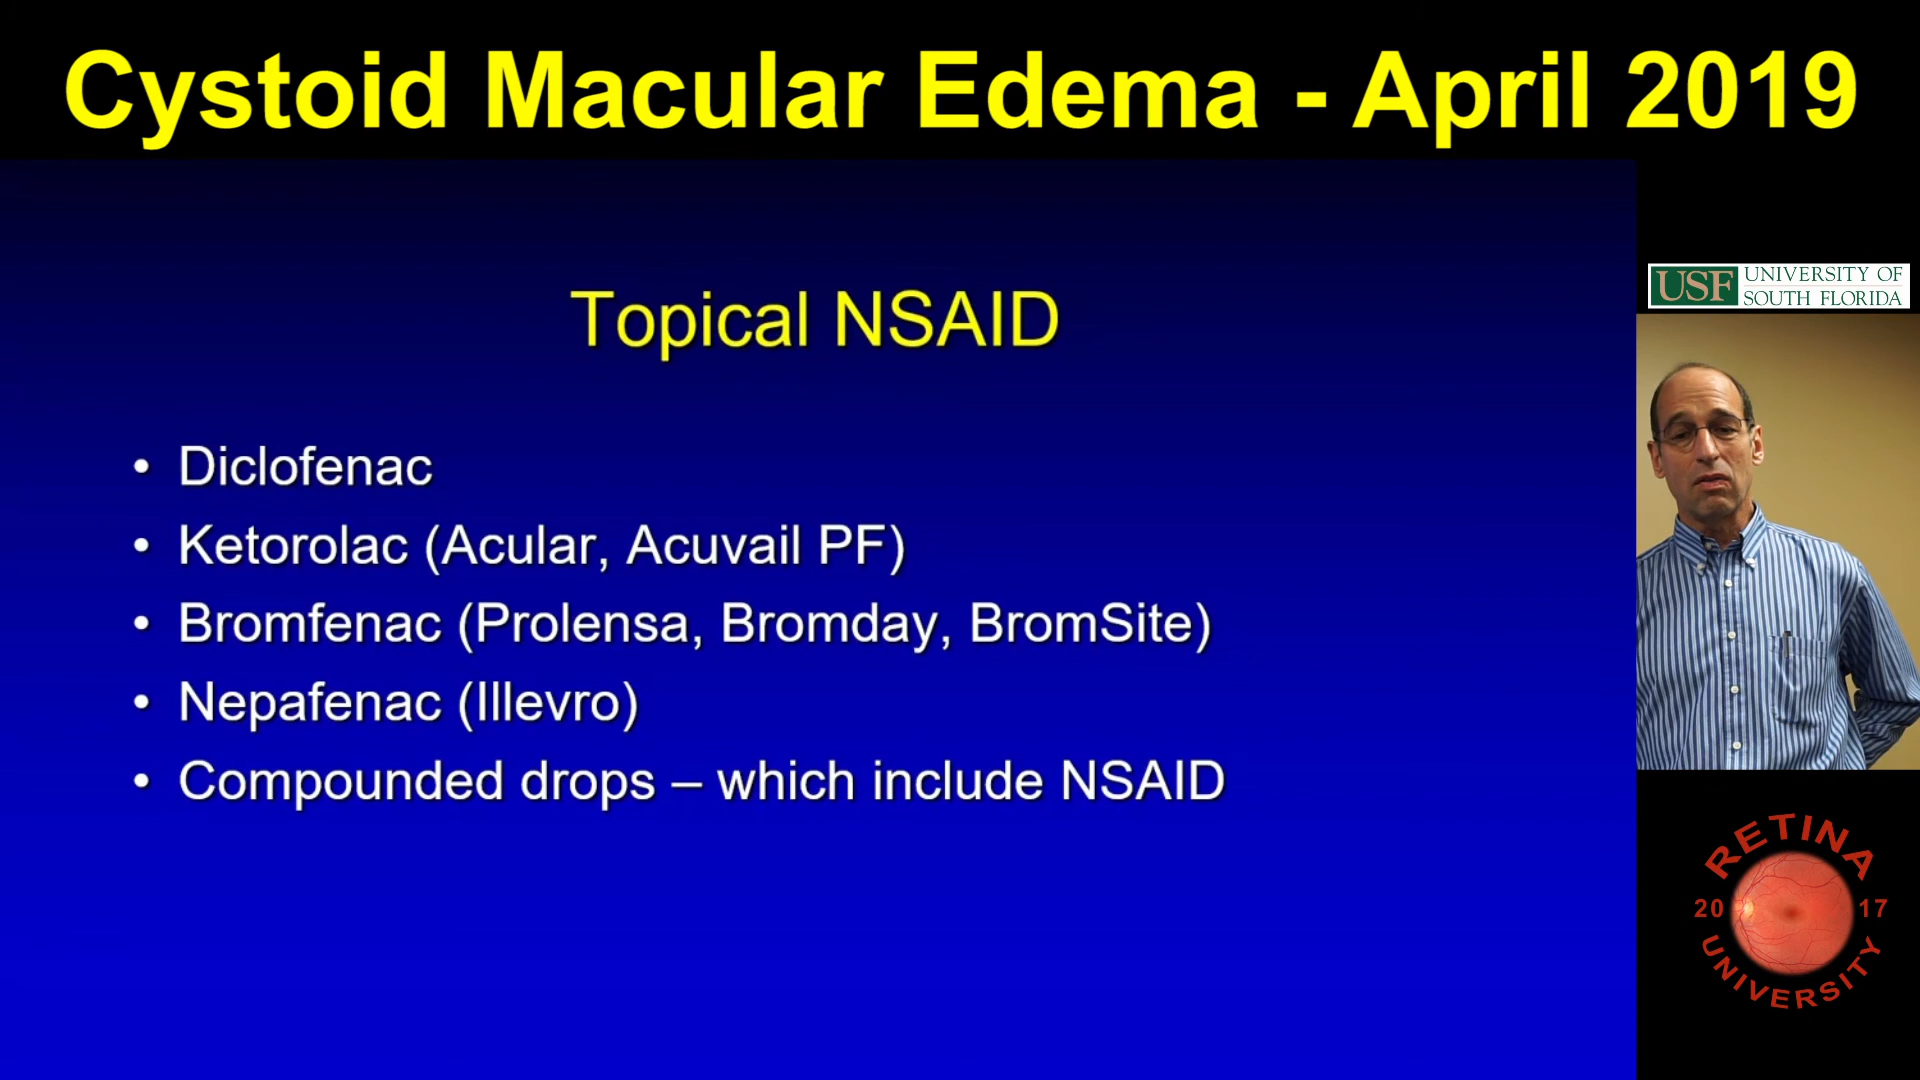 Cystoid Macular Edema - April 2019
Topical NSAID
• Diclofenac
• Ketorolac (Acular, Acuvail PF)
• Bromfenac (Prolensa, Bromday, BromSite)
• Nepafenac (Illevro)
• Compounded drops – which include NSAID
USF UNIVERSITY OF
SOUTH FLORIDA
RETINA
20 17
UNIVERSITY